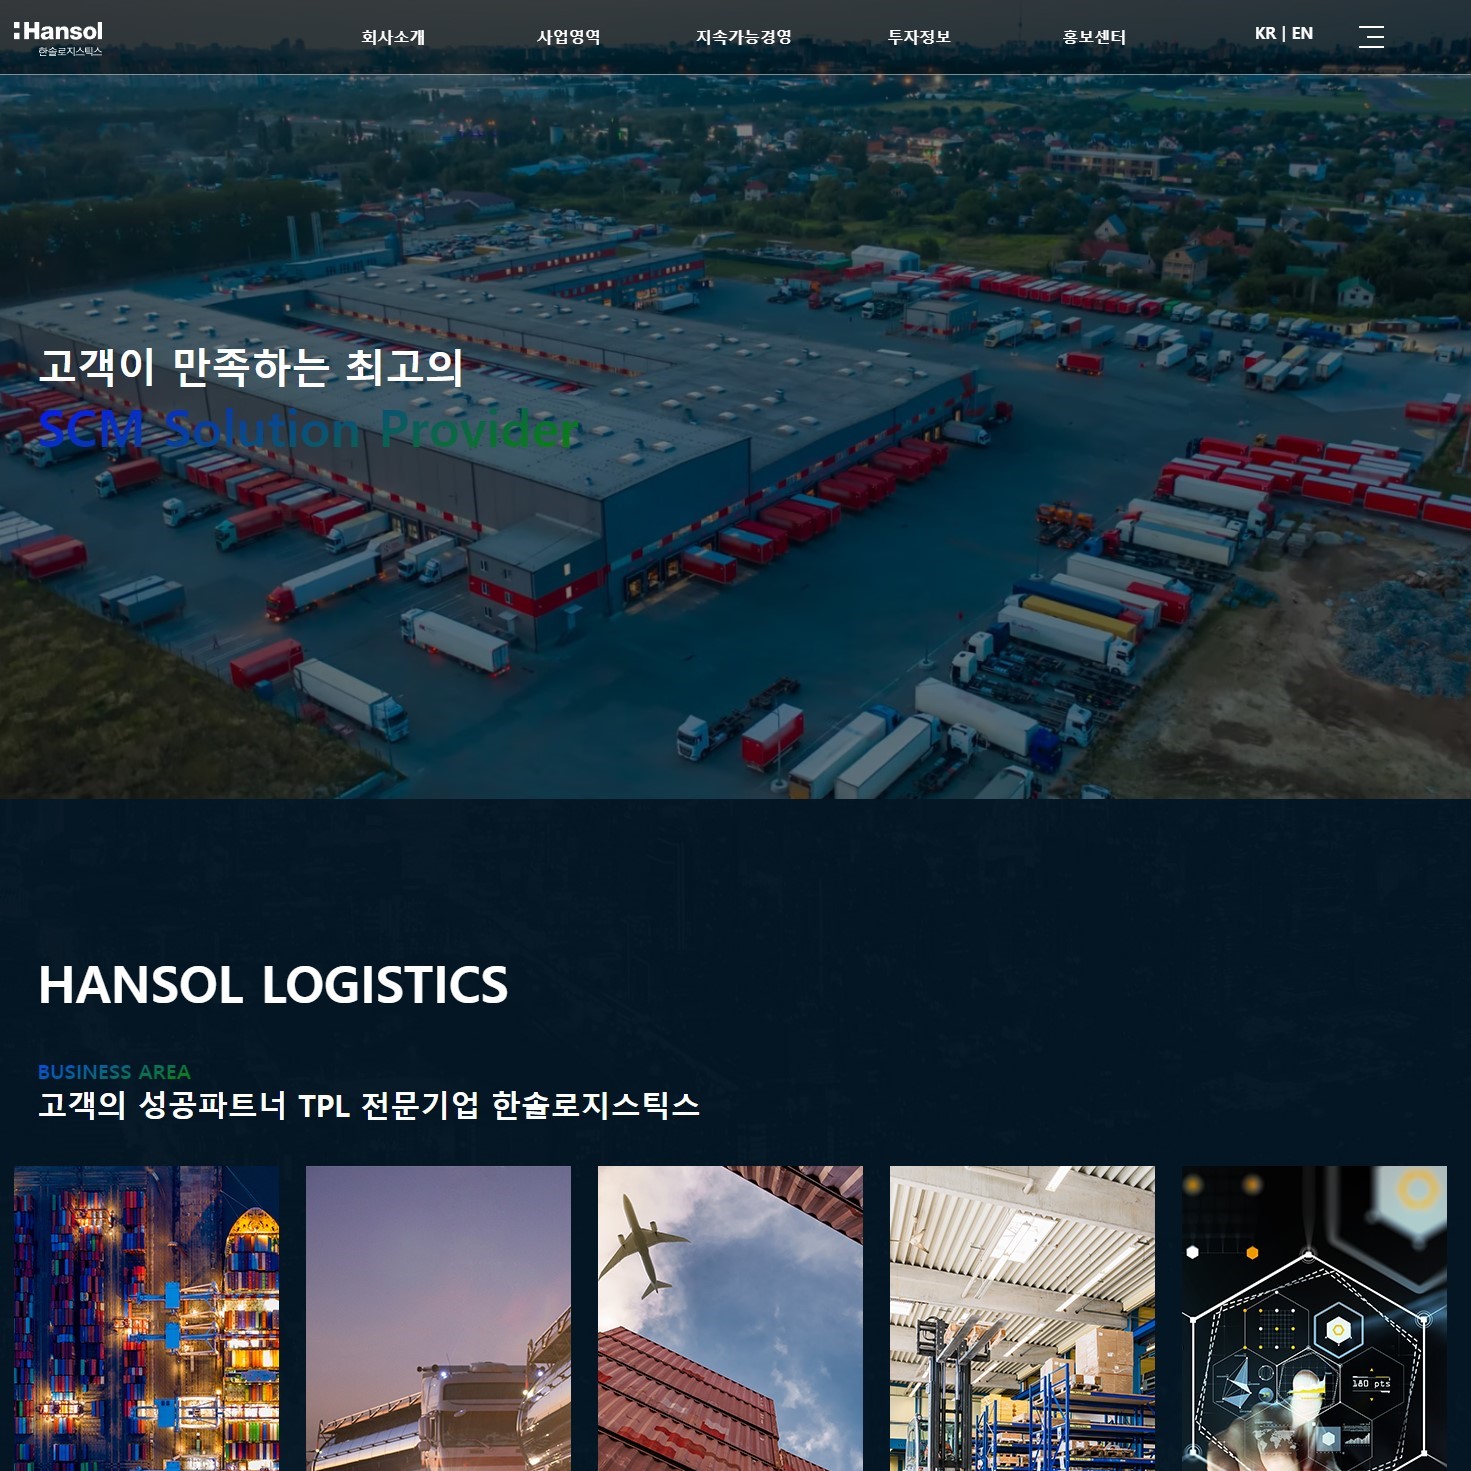 Hansol
한솔로지스틱스
회사소개 사업영역 지속가능경영 투자정보 홍보센터 KR | EN
고객이 만족하는 최고의
SCM Solution Provider
HANSOL LOGISTICS
BUSINESS AREA
고객의 성공파트너 TPL 전문기업 한솔로지스틱스
180 pts